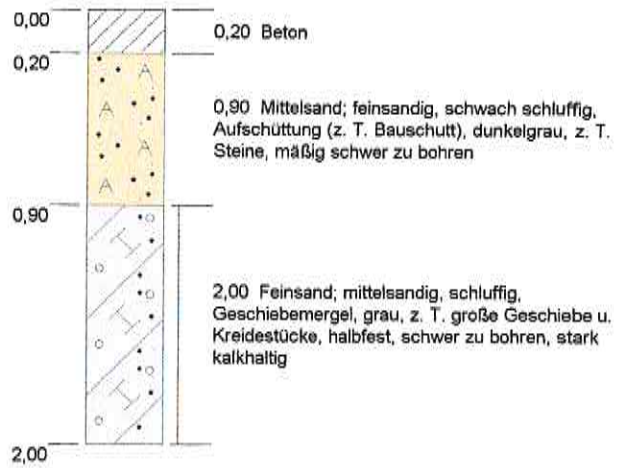 0,00
0,20 Beton
0,20
0,90 Mittelsand; feinsandig, schwach schluffig,
Aufschüttung (z. T. Bauschutt), dunkelgrau, z. T.
Steine, mäßig schwer zu bohren
A
A
A
A
0,90
2,00 Feinsand; mittelsandig, schluffig,
Geschiebemergel, grau, z. T. große Geschiebe u.
Kreidestücke, halbfest, schwer zu bohren, stark
kalkhaltig
2,00